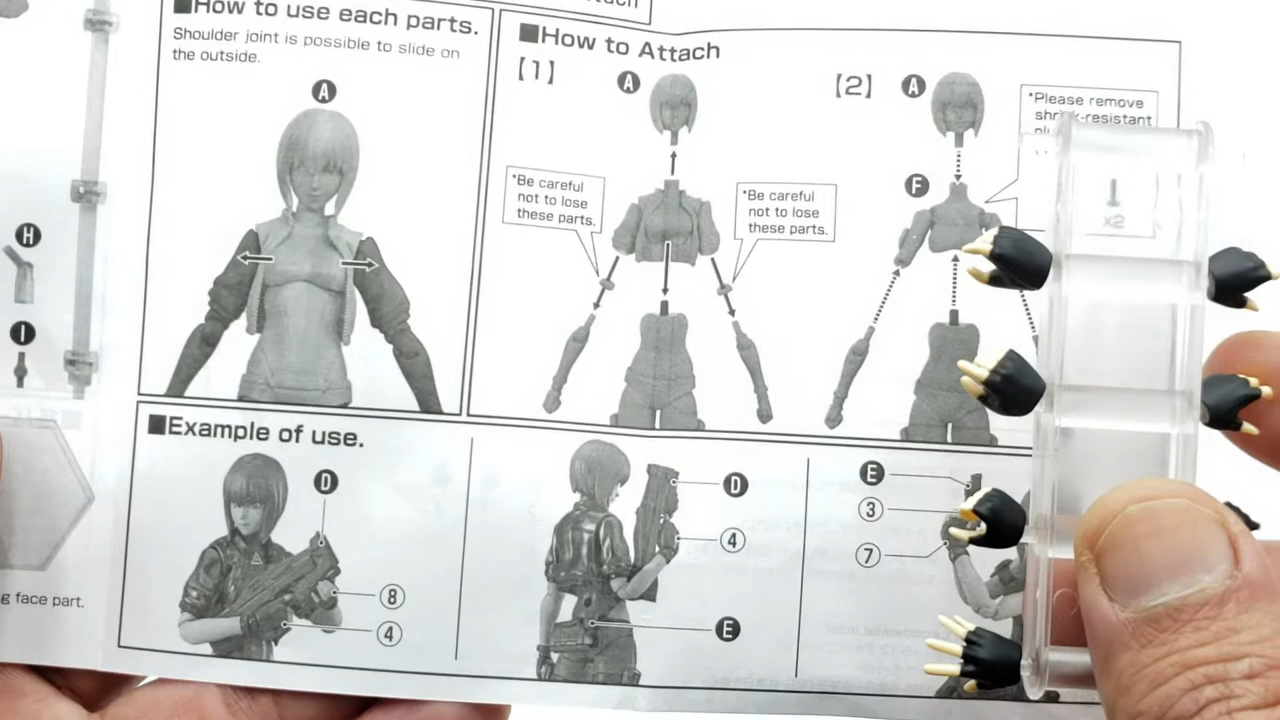 ■How to use each parts.
Shoulder joint is possible to slide on
the outside.
A
■How to Attach
【1】
A
*Be careful
not to lose
these parts.
*Be careful
not to lose
these parts.
【2】
A
*Please remove
F
x2
H
I
g face part.
■Example of use.
D
8
4
D
4
E
E
3
7